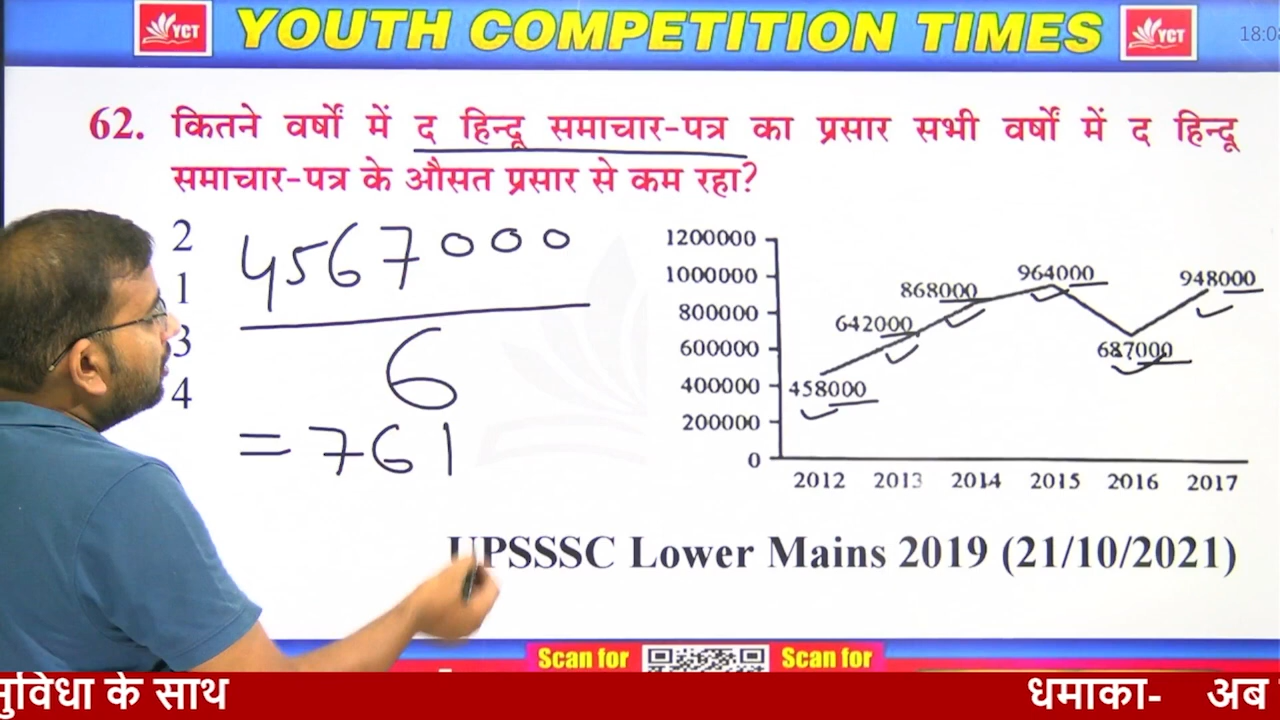 YCT
YOUTH COMPETITION TIMES
YCT
62. कितने वर्षों में द हिन्दू समाचार-पत्र का प्रसार सभी वर्षों में द हिन्दू
समाचार-पत्र के औसत प्रसार से कम रहा?
2
1
3
4
4567000
6
= 761
1200000
1000000
800000
600000
400000
200000
0
458000
642000
868000
964000
687000
948000
2012 2013 2014 2015 2016 2017
UPSSSC Lower Mains 2019 (21/10/2021)
Scan for
Scan for
के साथ
धमाका- अब